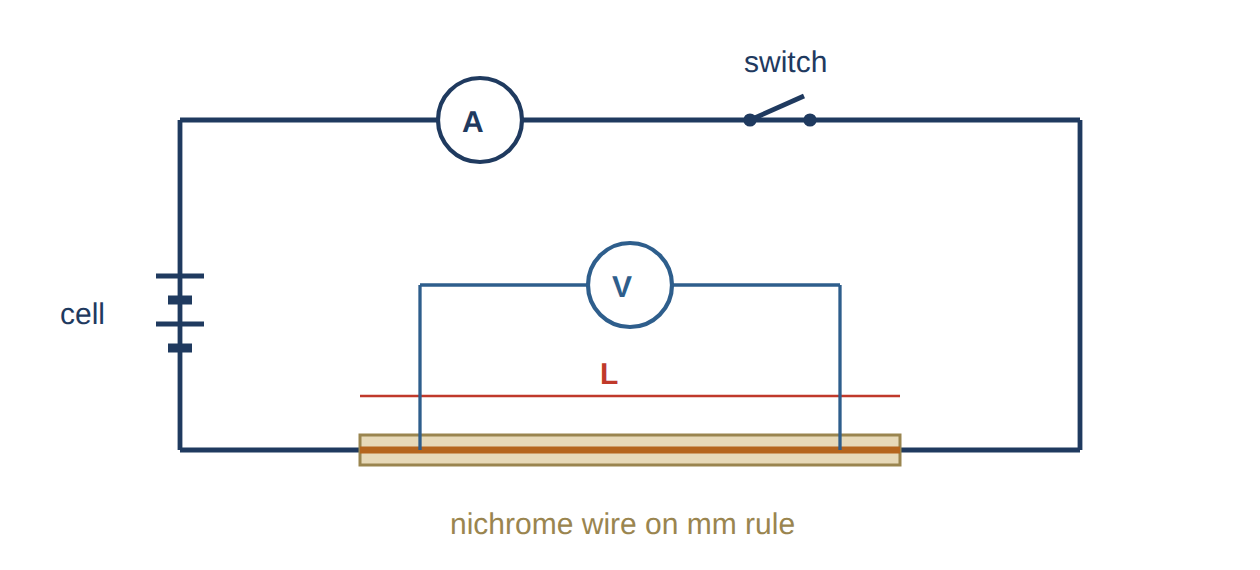 switch
A
V
cell
L
nichrome wire on mm rule